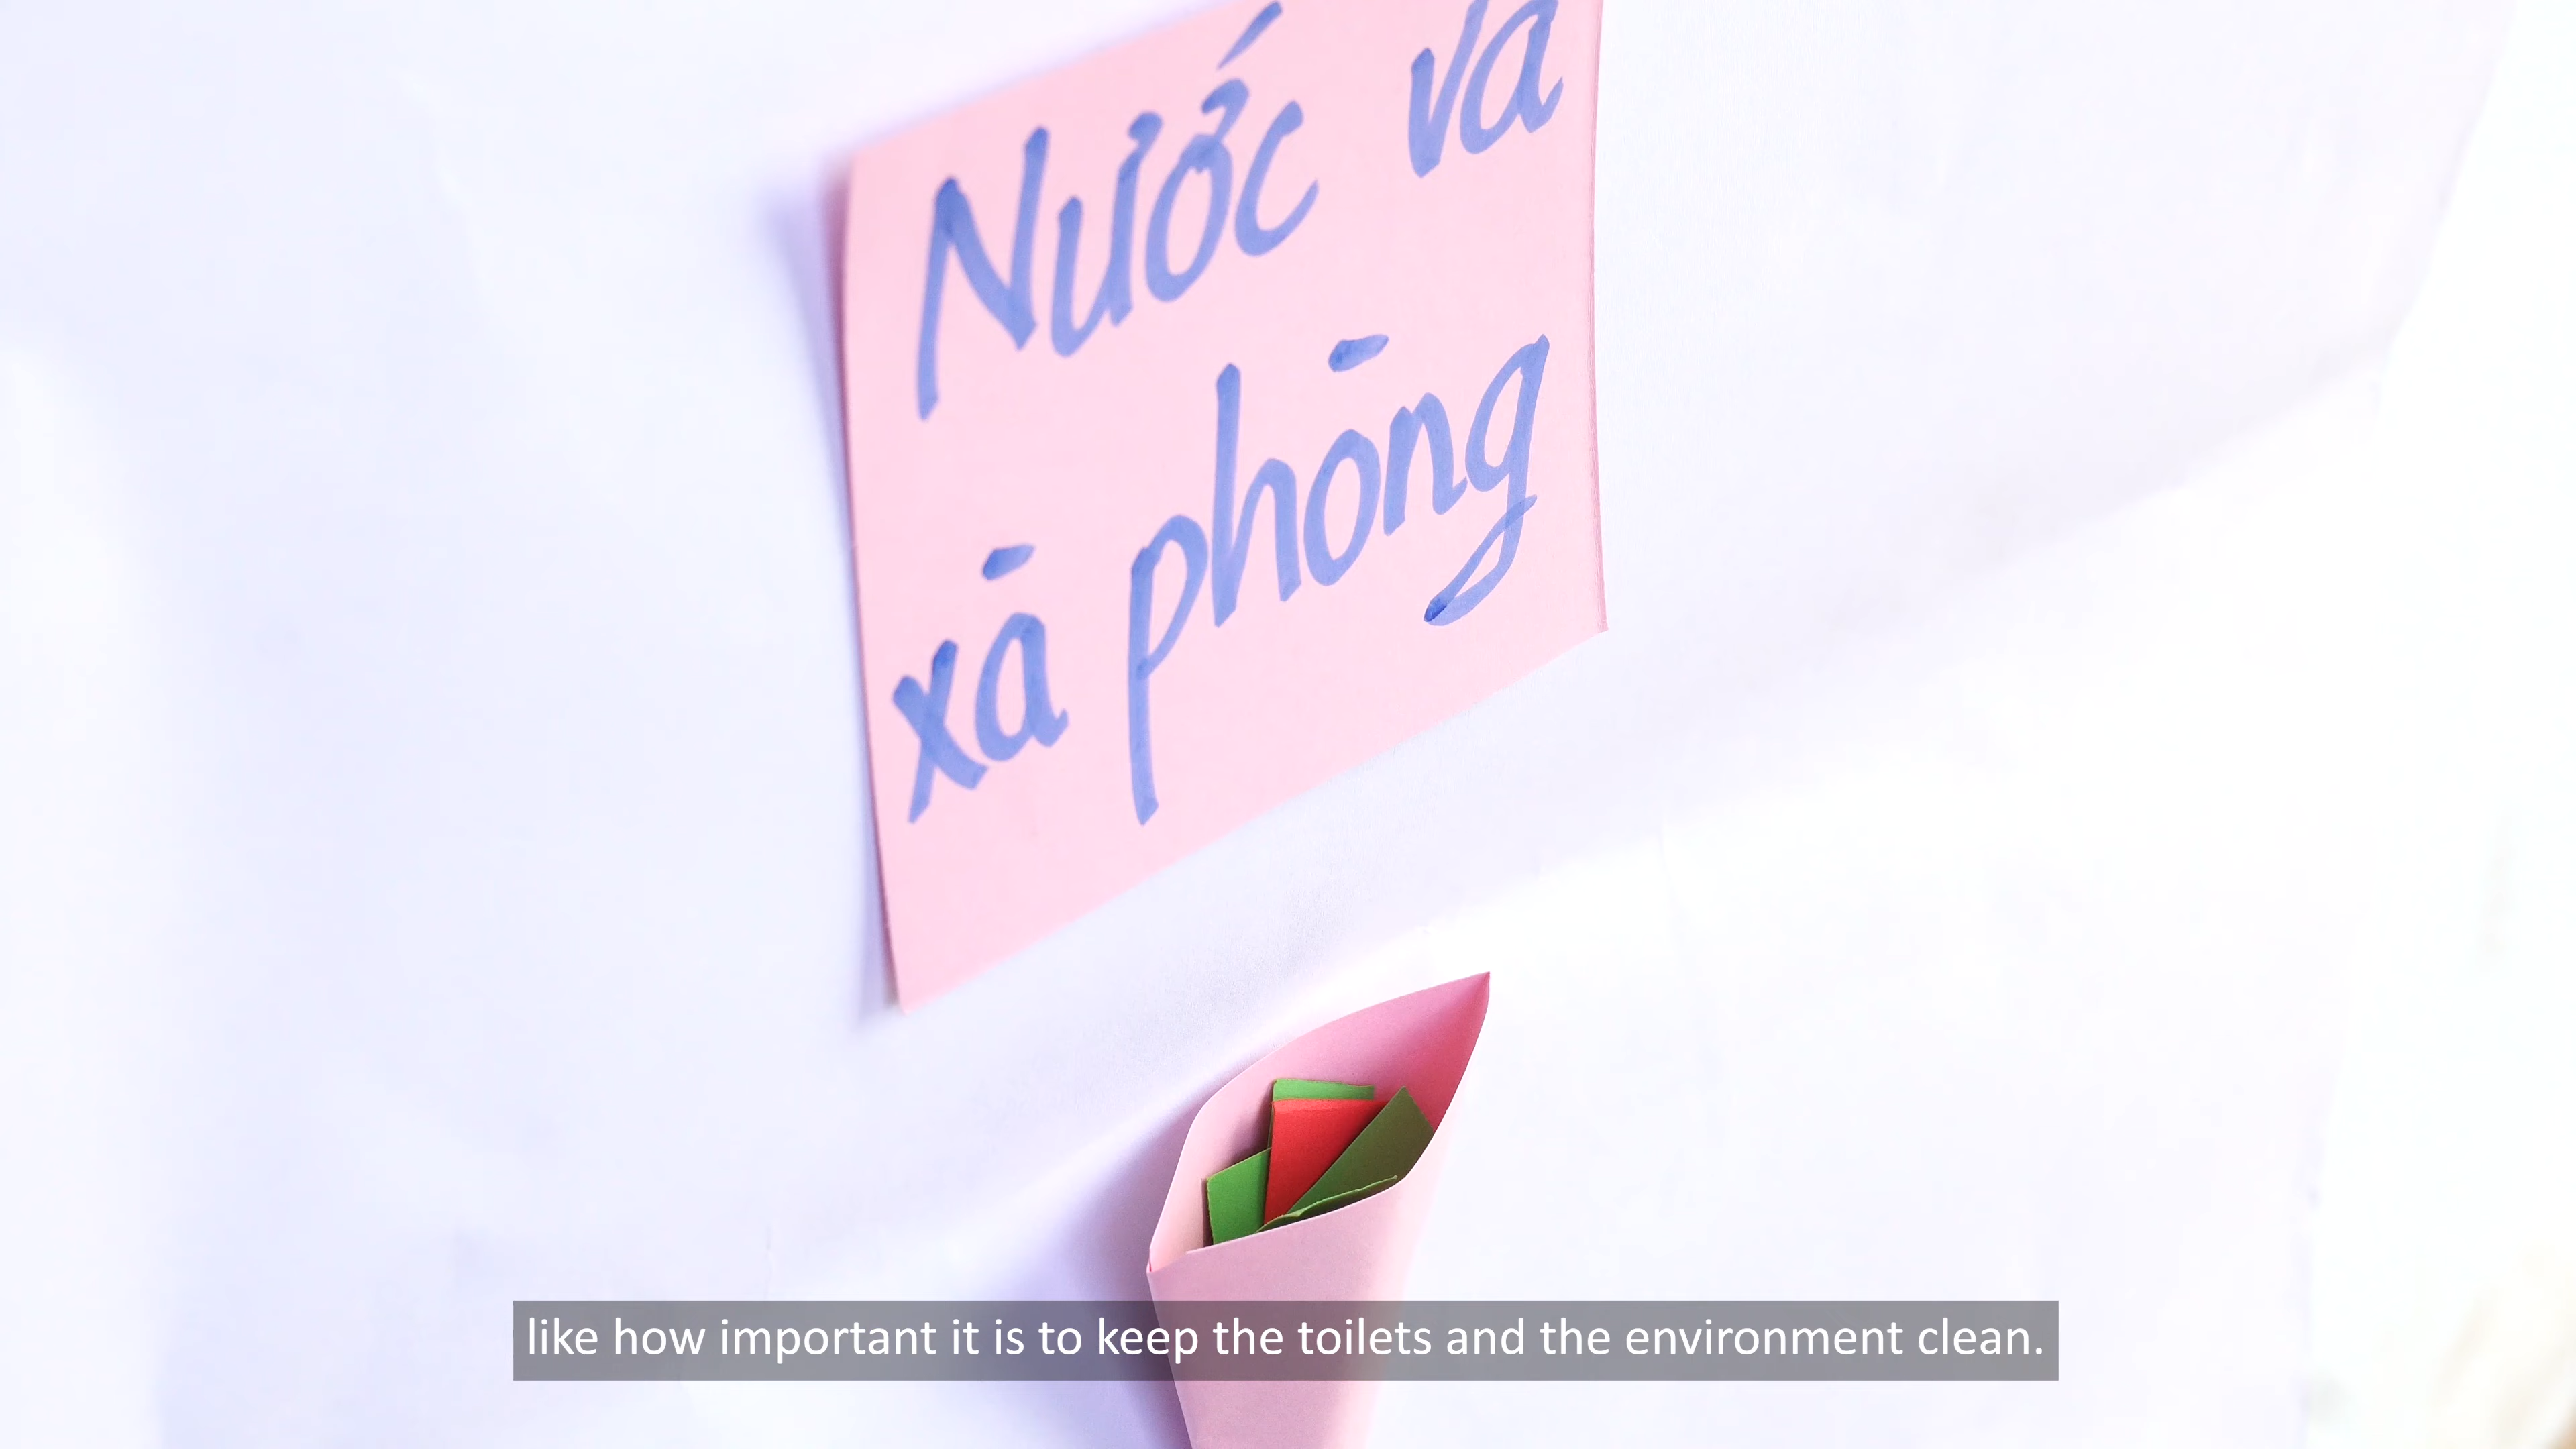 Nước và
xà phòng
like how important it is to keep the toilets and the environment clean.